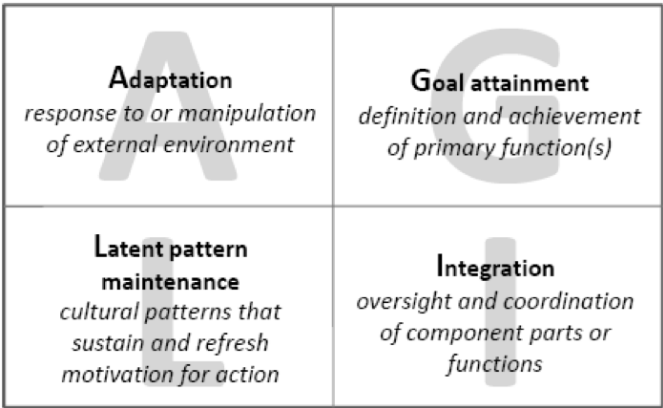 A
Adaptation
response to or manipulation
of external environment
G
Goal attainment
definition and achievement
of primary function(s)
L
Latent pattern
maintenance
cultural patterns that
sustain and refresh
motivation for action
I
Integration
oversight and coordination
of component parts or
functions